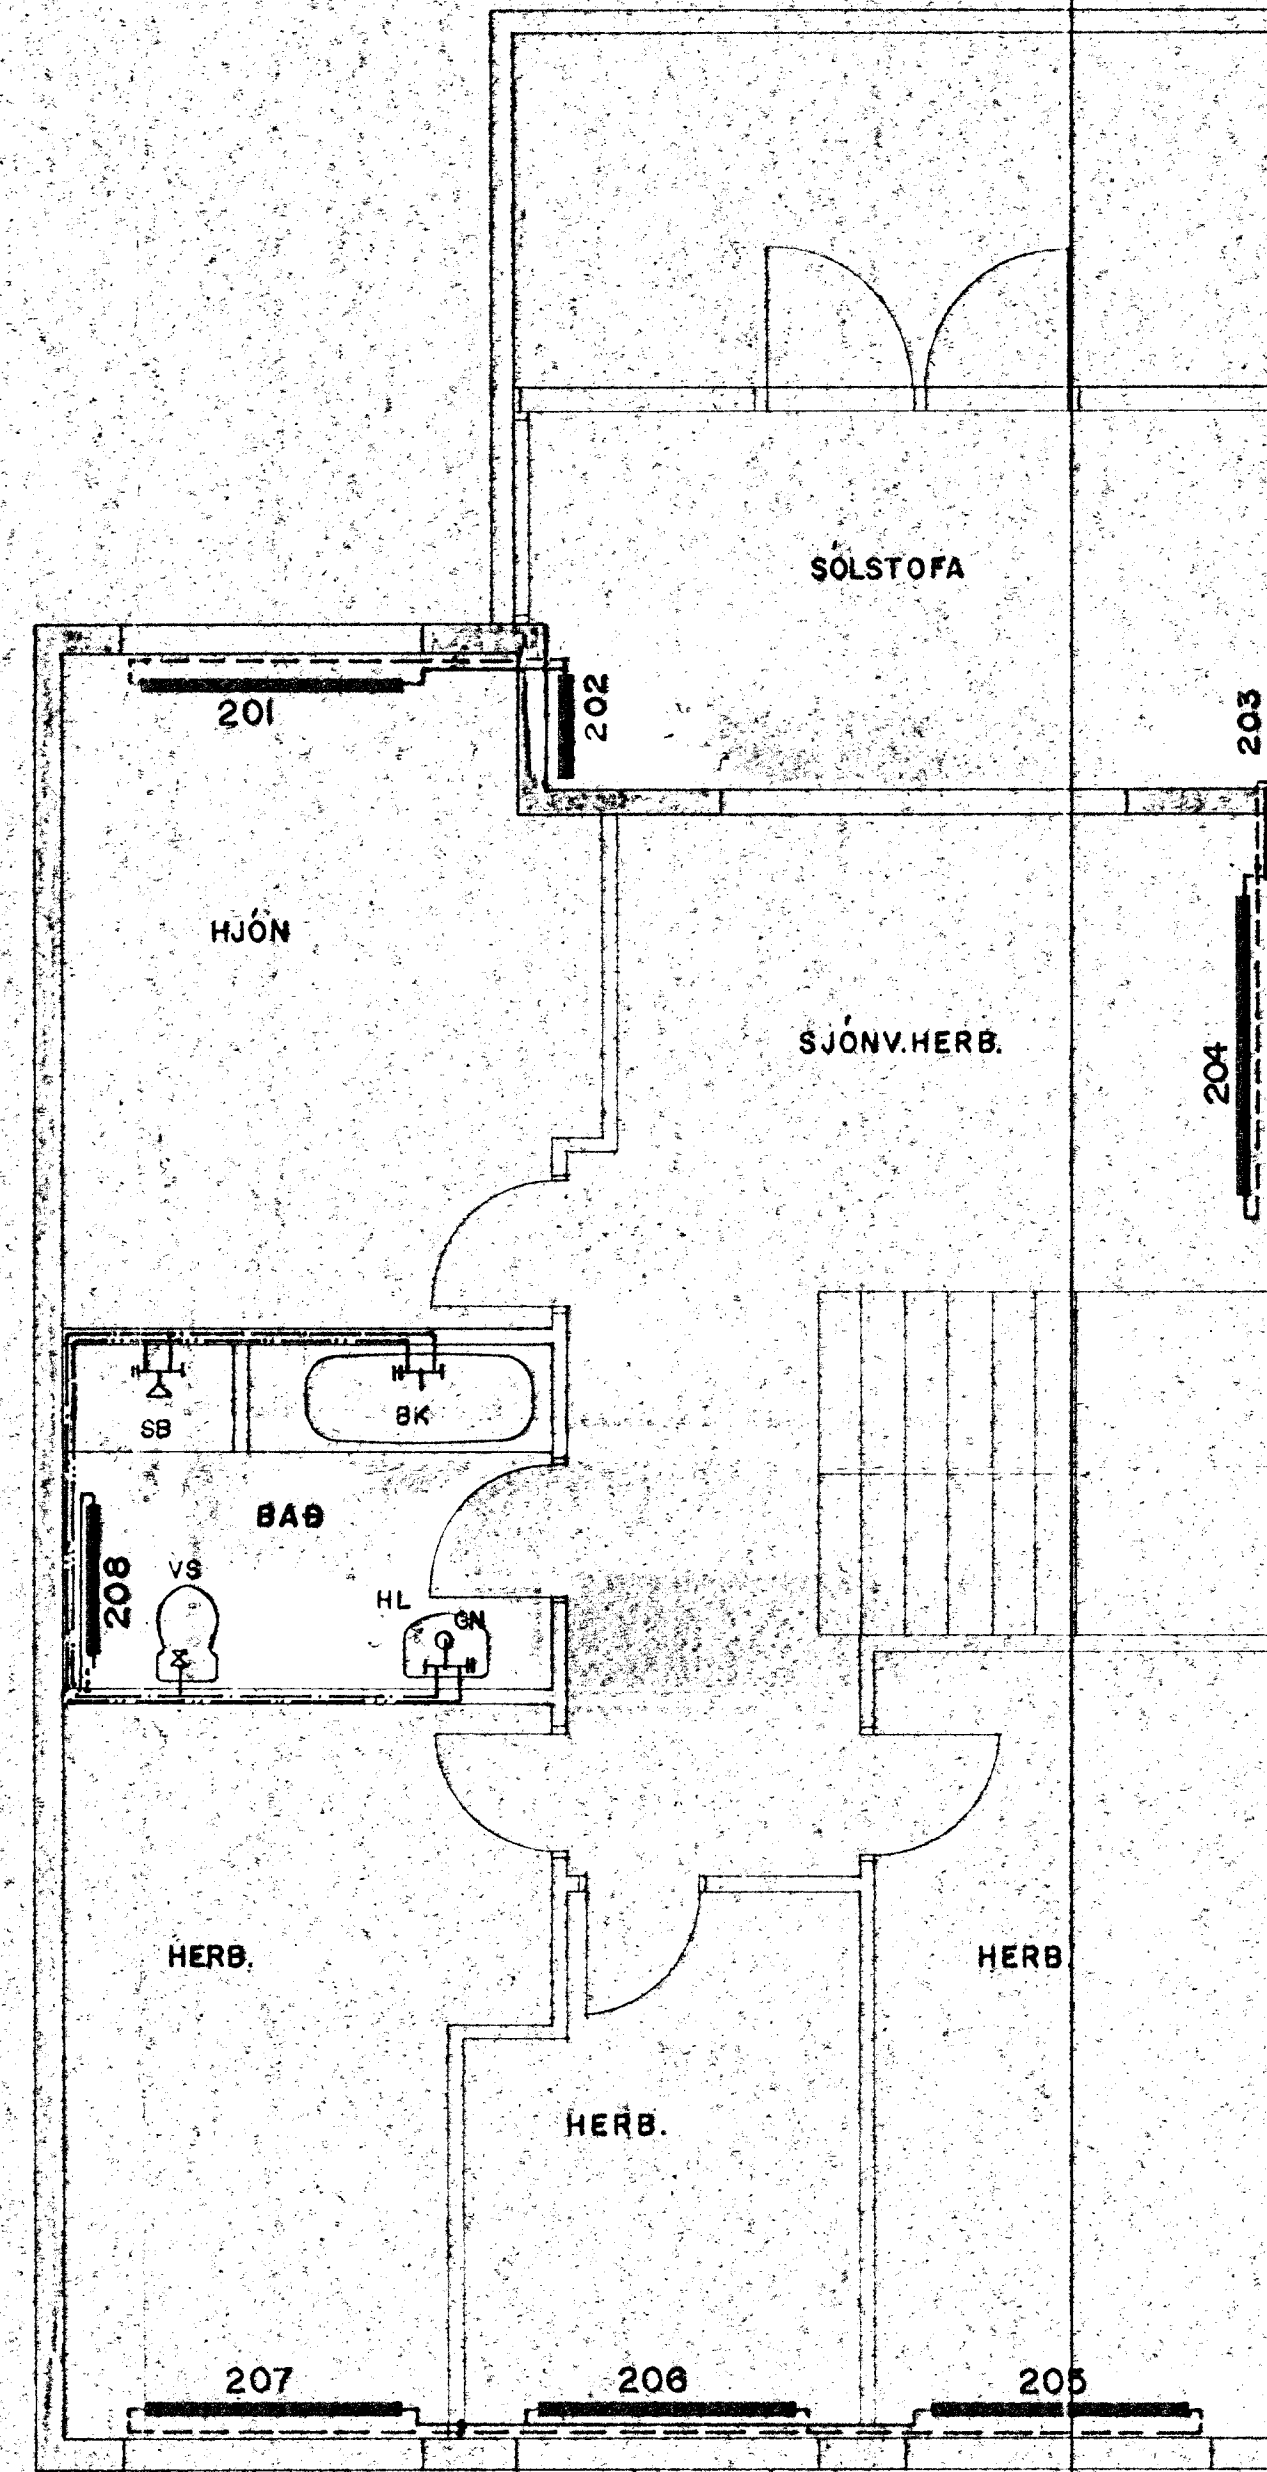 SÓLSTOFA
201
202
203
HJÓN
SJÓNV.HERB.
204
SB
BK
BAÐ
208
VS
HL
GN
HERB.
HERB.
HERB.
207
206
205